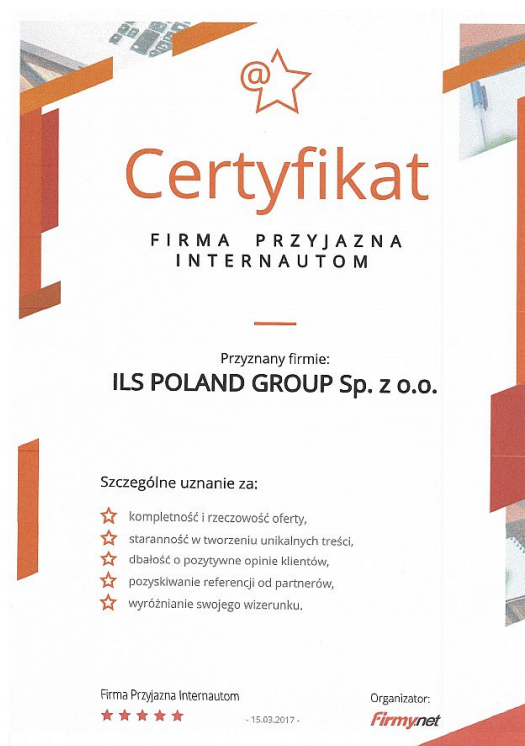 @
Certyfikat
FIRMA PRZYJAZNA
INTERNAUTOM
Przyznany firmie:
ILS POLAND GROUP Sp. z o.o.
Szczególne uznanie za:
kompletność i rzeczowość oferty,
staranność w tworzeniu unikalnych treści,
dbałość o pozytywne opinie klientów,
pozyskiwanie referencji od partnerów,
wyróżnianie swojego wizerunku.
Firma Przyjazna Internautom
- 15.03.2017 -
Organizator:
Firmy.net